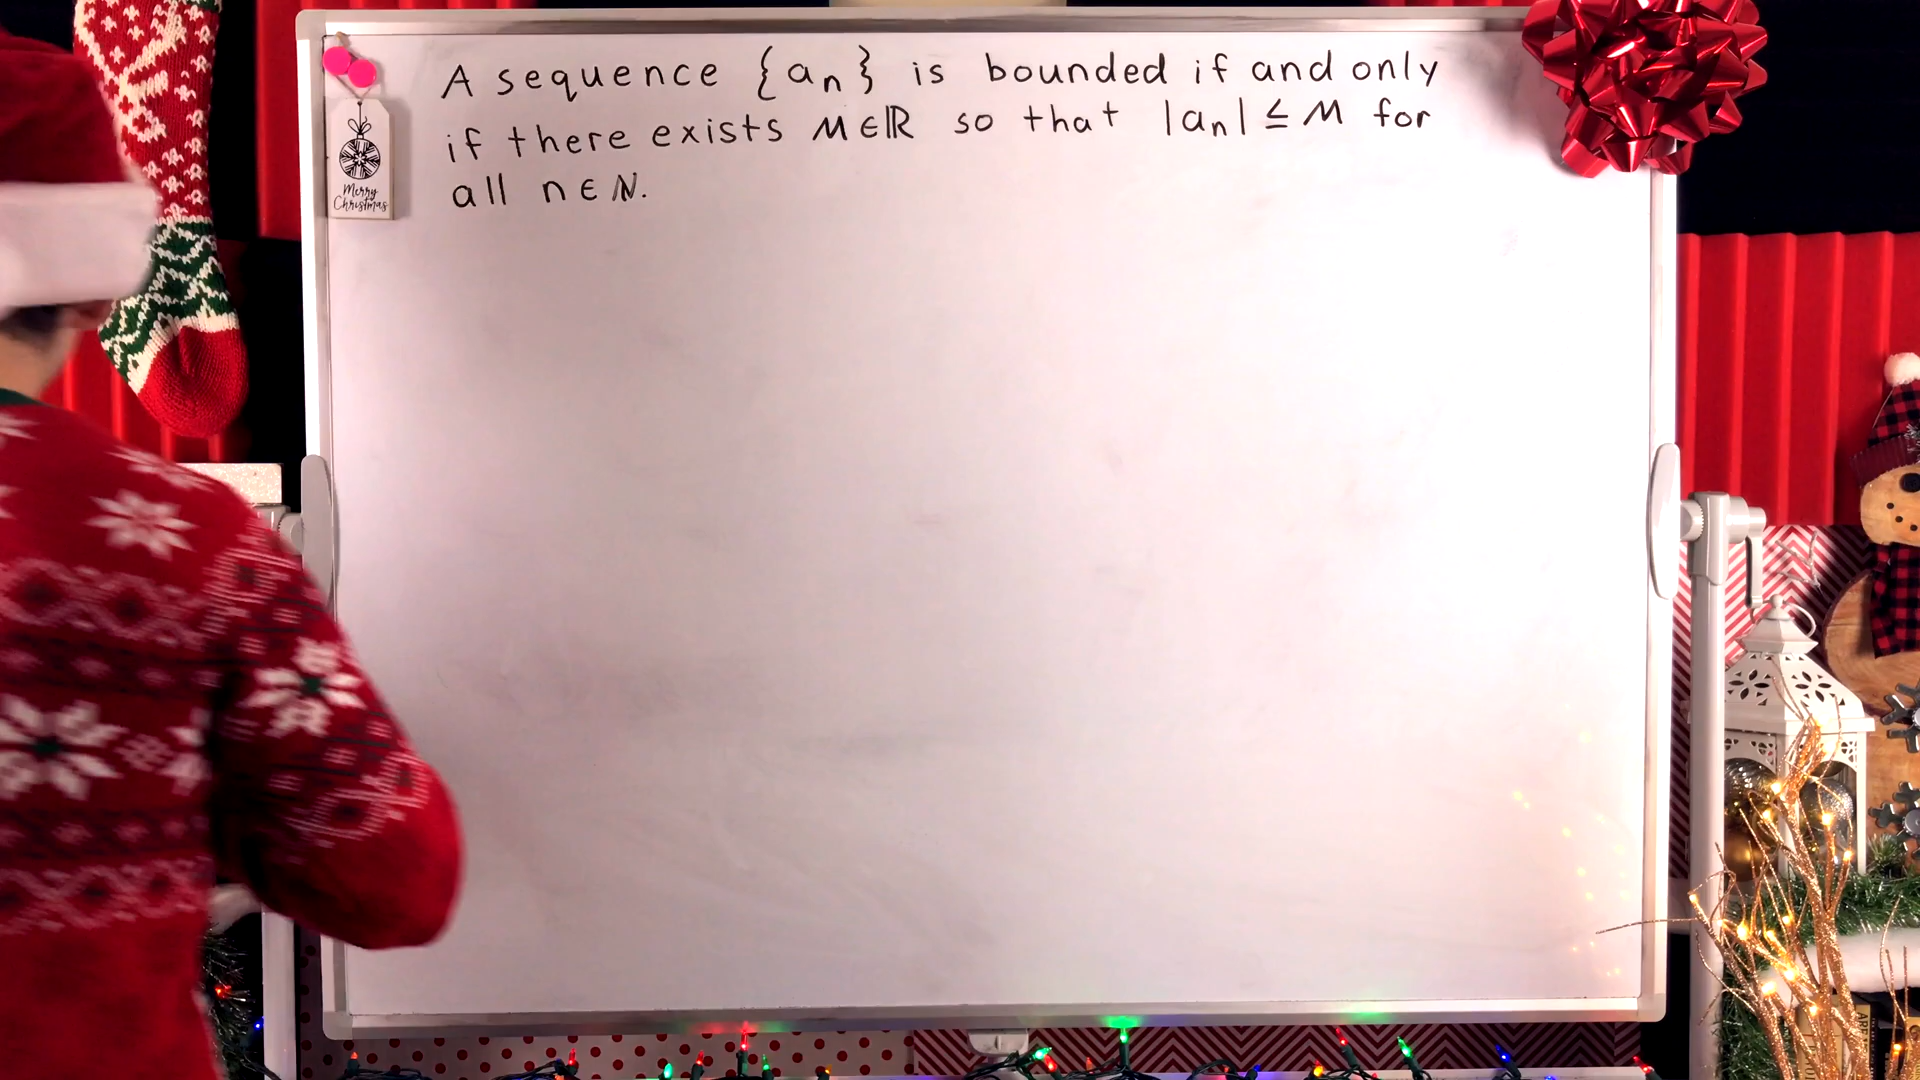 A sequence {aₙ} is bounded if and only
if there exists M∈ℝ so that |aₙ| ≤ M for
all n ∈ ℕ.
Merry
Christmas